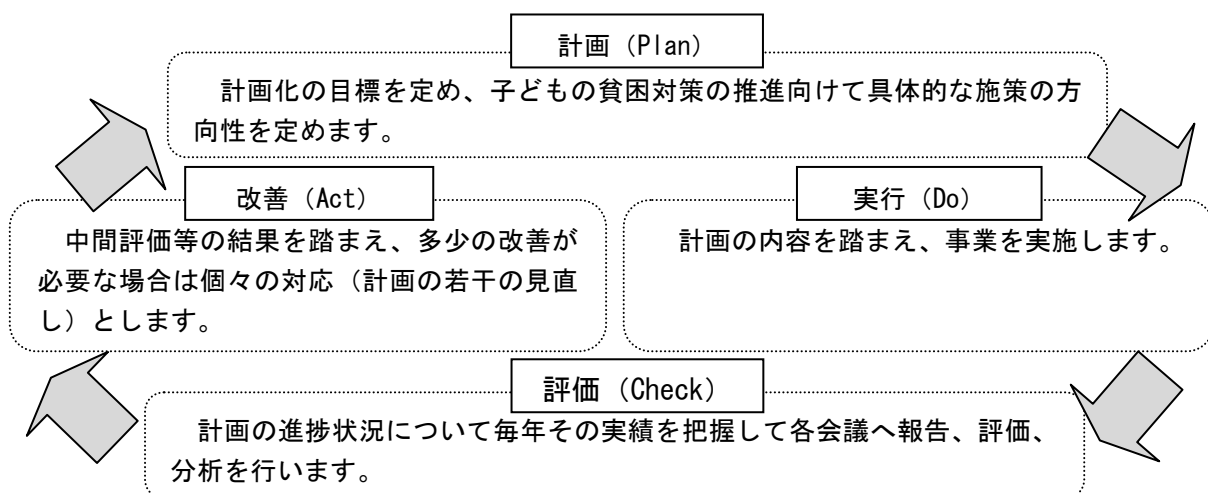 計画（Plan）
計画化の目標を定め、子どもの貧困対策の推進向けて具体的な施策の方
向性を定めます。
改善（Act）
中間評価等の結果を踏まえ、多少の改善が
必要な場合は個々の対応（計画の若干の見直
し）とします。
実行（Do）
計画の内容を踏まえ、事業を実施します。
評価（Check）
計画の進捗状況について毎年その実績を把握して各会議へ報告、評価、
分析を行います。